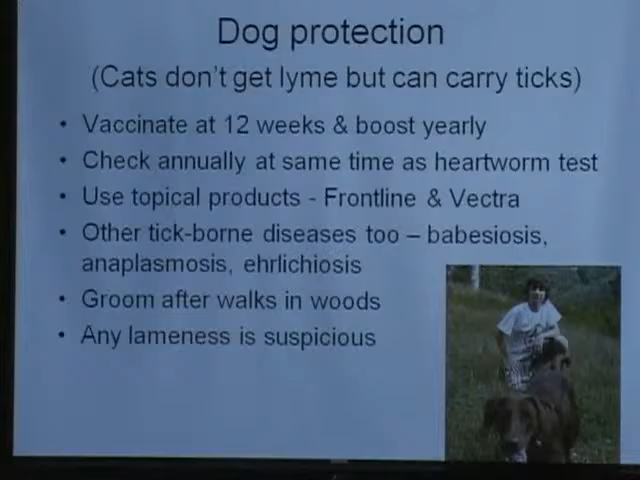 Dog protection
(Cats don't get lyme but can carry ticks)
• Vaccinate at 12 weeks & boost yearly
• Check annually at same time as heartworm test
• Use topical products - Frontline & Vectra
• Other tick-borne diseases too – babesiosis,
anaplasmosis, ehrlichiosis
• Groom after walks in woods
• Any lameness is suspicious